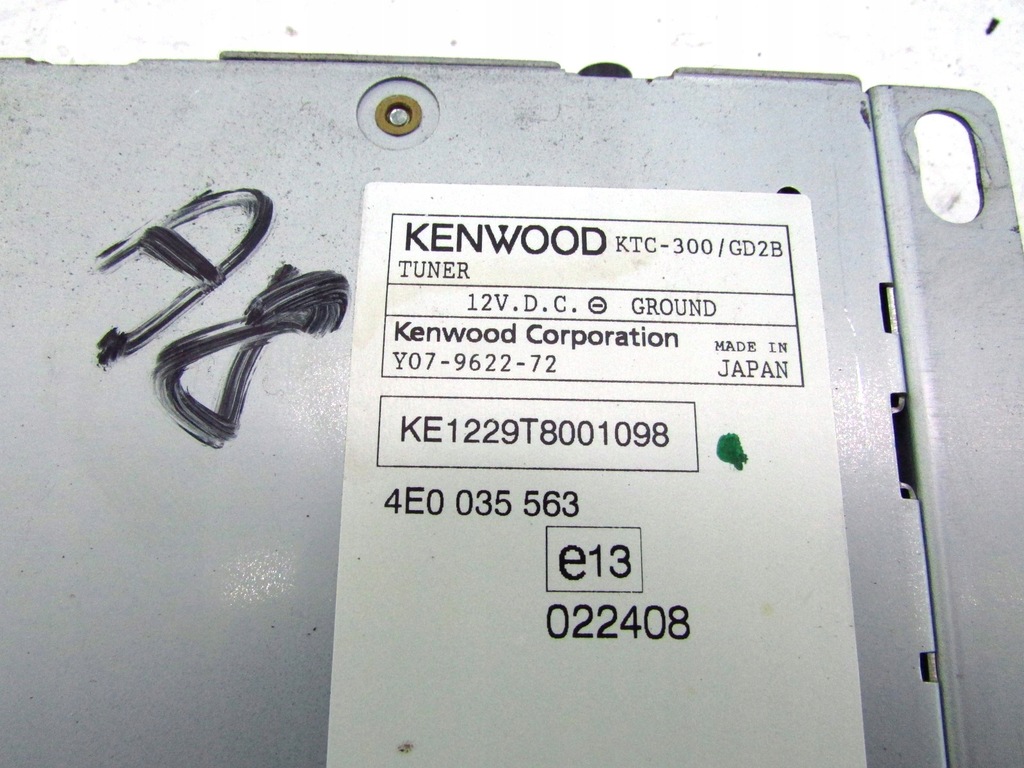 38
KENWOOD KTC-300/GD2B
TUNER
12V.D.C. ⊖ GROUND
Kenwood Corporation
Y07-9622-72
MADE IN
JAPAN
KE1229T8001098
4E0 035 563
e13
022408